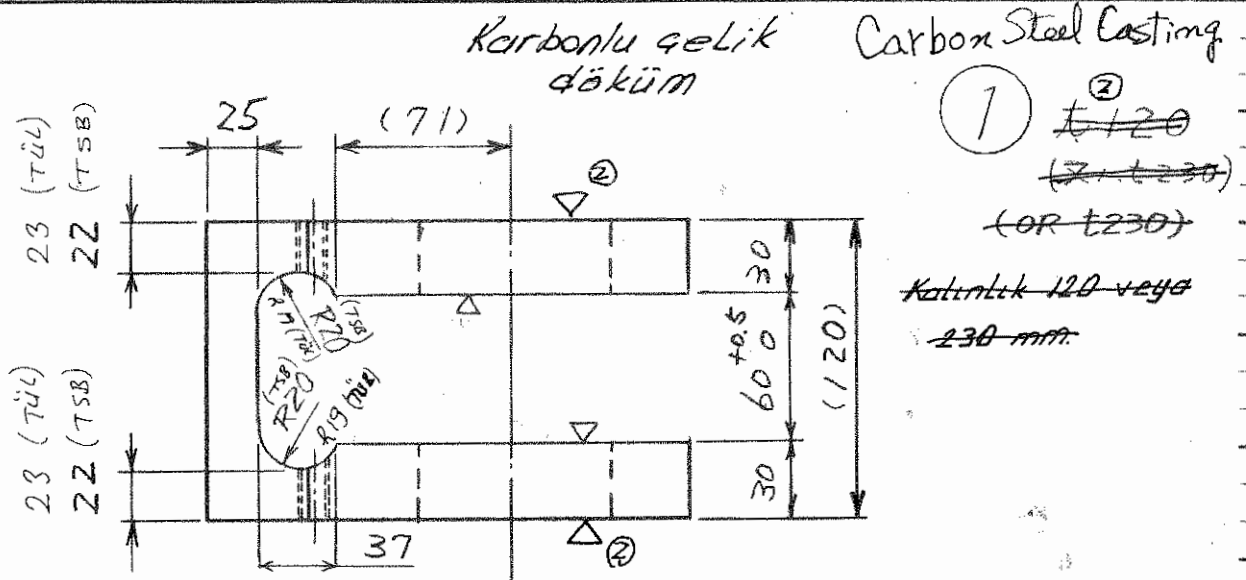 Karbonlu çelik
döküm
Carbon Steel Casting
1
②
t 120
(OR t230)
Kalınlık 120 veya
230 mm.
25
(71)
②
23 (TÜL)
22 (TSB)
30
60 +0.5 0
(120)
30
R20 (TSB)
R20 (TSB)
R19 (TÜL)
23 (TÜL)
22 (TSB)
37
②